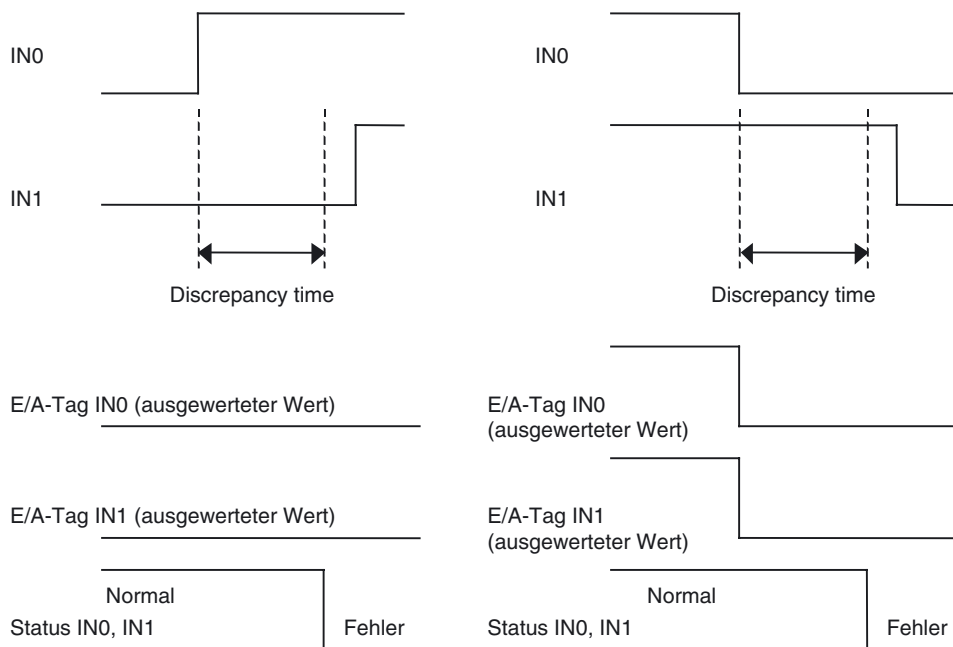 IN0
IN1
Discrepancy time
E/A-Tag IN0 (ausgewerteter Wert)
E/A-Tag IN1 (ausgewerteter Wert)
Normal
Status IN0, IN1
Fehler
IN0
IN1
Discrepancy time
E/A-Tag IN0
(ausgewerteter Wert)
E/A-Tag IN1
(ausgewerteter Wert)
Normal
Status IN0, IN1
Fehler